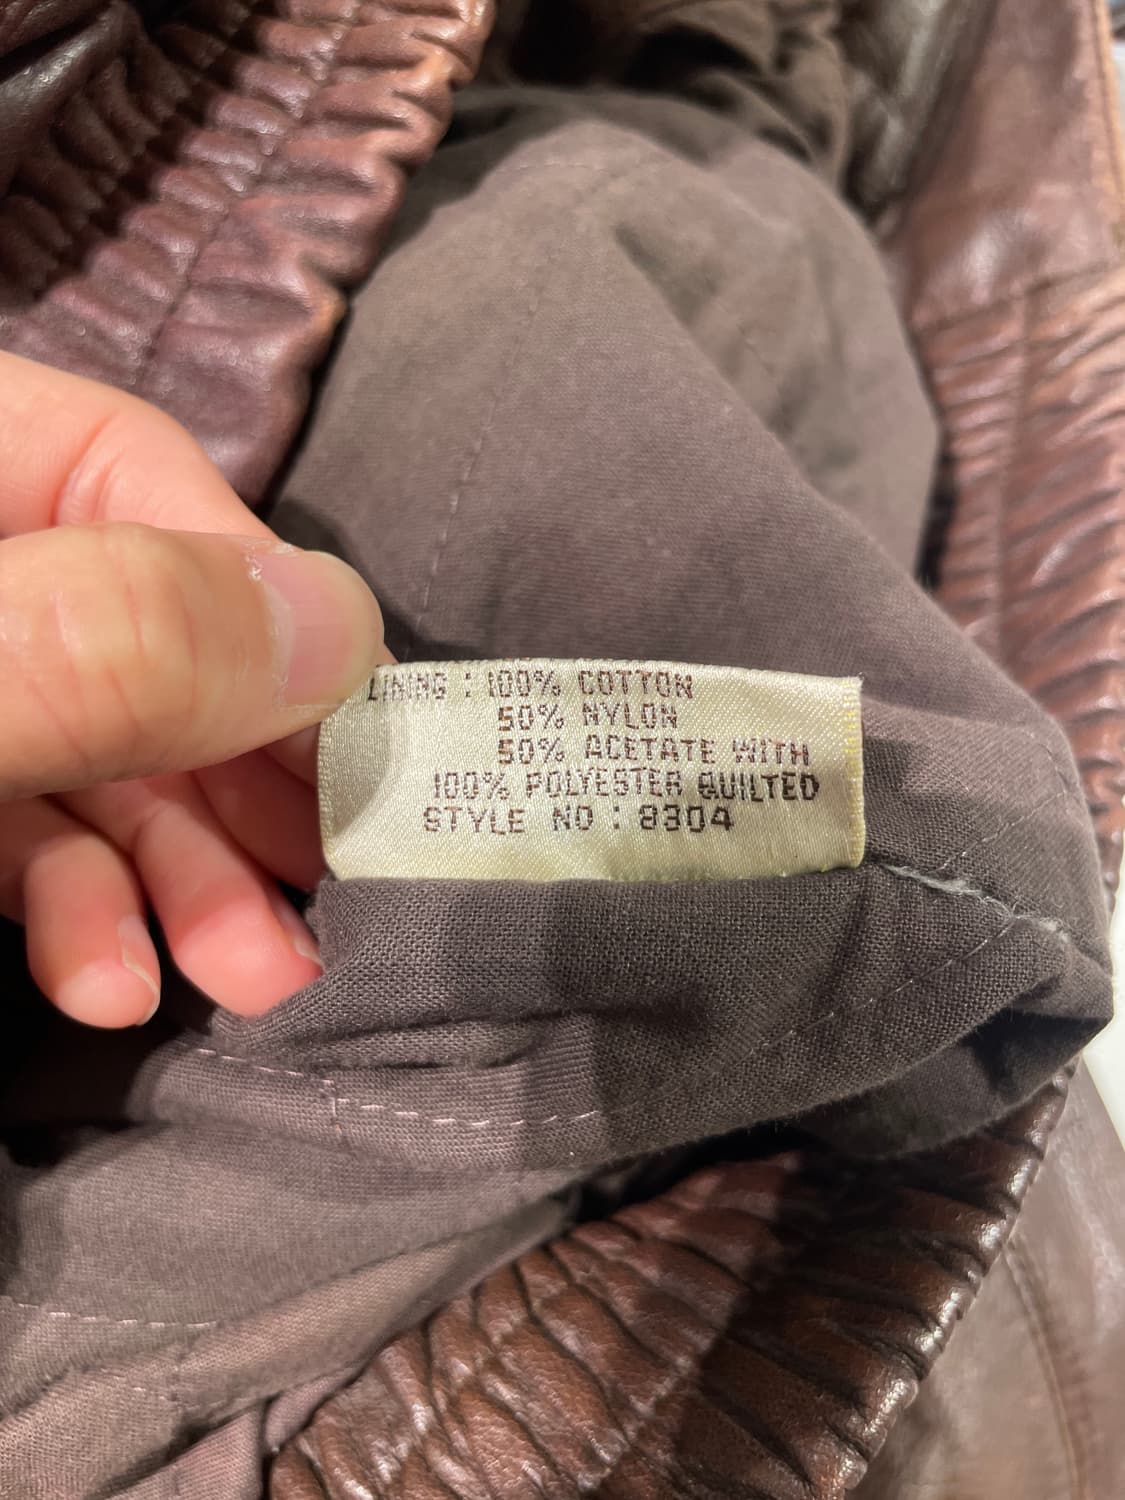 LINING : 100% COTTON
50% NYLON
50% ACETATE WITH
100% POLYESTER QUILTED
STYLE NO : 8304